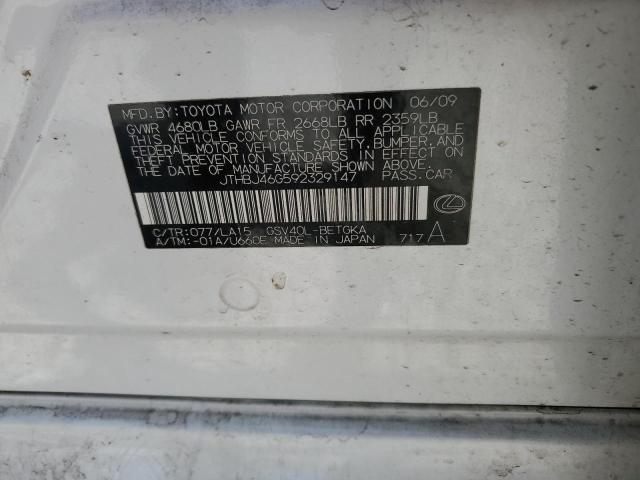 MFD. BY: TOYOTA MOTOR CORPORATION 06/09
GVWR 4680LB GAWR FR 2668LB RR 2359LB
THIS VEHICLE CONFORMS TO ALL APPLICABLE
FEDERAL MOTOR VEHICLE SAFETY, BUMPER, AND
THEFT PREVENTION STANDARDS IN EFFECT ON
THE DATE OF MANUFACTURE SHOWN ABOVE.
JTHBJ46G592329147 PASS. CAR
C/TR: 077/LA15 GSV40L-BETGKA
A/TM: -01A/U660E MADE IN JAPAN 717 A